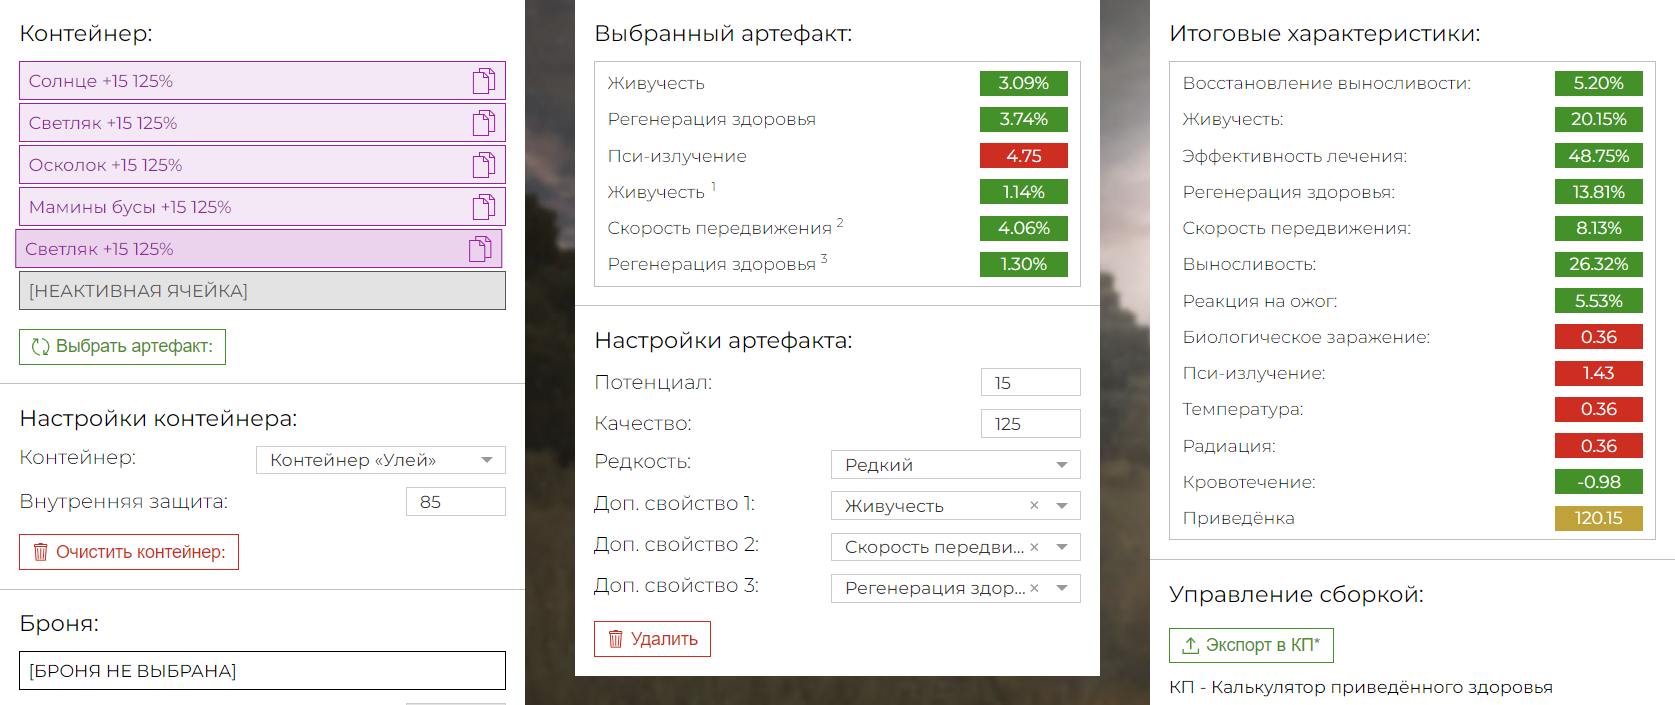 Контейнер:
Солнце +15 125%
Светляк +15 125%
Осколок +15 125%
Мамины бусы +15 125%
Светляк +15 125%
[НЕАКТИВНАЯ ЯЧЕЙКА]
Выбрать артефакт:
Настройки контейнера:
Контейнер: Контейнер «Улей»
Внутренняя защита: 85
Очистить контейнер:
Броня:
[БРОНЯ НЕ ВЫБРАНА]
Выбранный артефакт:
Живучесть 3.09%
Регенерация здоровья 3.74%
Пси-излучение 4.75
Живучесть 1 1.14%
Скорость передвижения 2 4.06%
Регенерация здоровья 3 1.30%
Настройки артефакта:
Потенциал: 15
Качество: 125
Редкость: Редкий
Доп. свойство 1: Живучесть ×
Доп. свойство 2: Скорость передви... ×
Доп. свойство 3: Регенерация здор... ×
Удалить
Итоговые характеристики:
Восстановление выносливости: 5.20%
Живучесть: 20.15%
Эффективность лечения: 48.75%
Регенерация здоровья: 13.81%
Скорость передвижения: 8.13%
Выносливость: 26.32%
Реакция на ожог: 5.53%
Биологическое заражение: 0.36
Пси-излучение: 1.43
Температура: 0.36
Радиация: 0.36
Кровотечение: -0.98
Приведёнка 120.15
Управление сборкой:
Экспорт в КП*
КП - Калькулятор приведённого здоровья